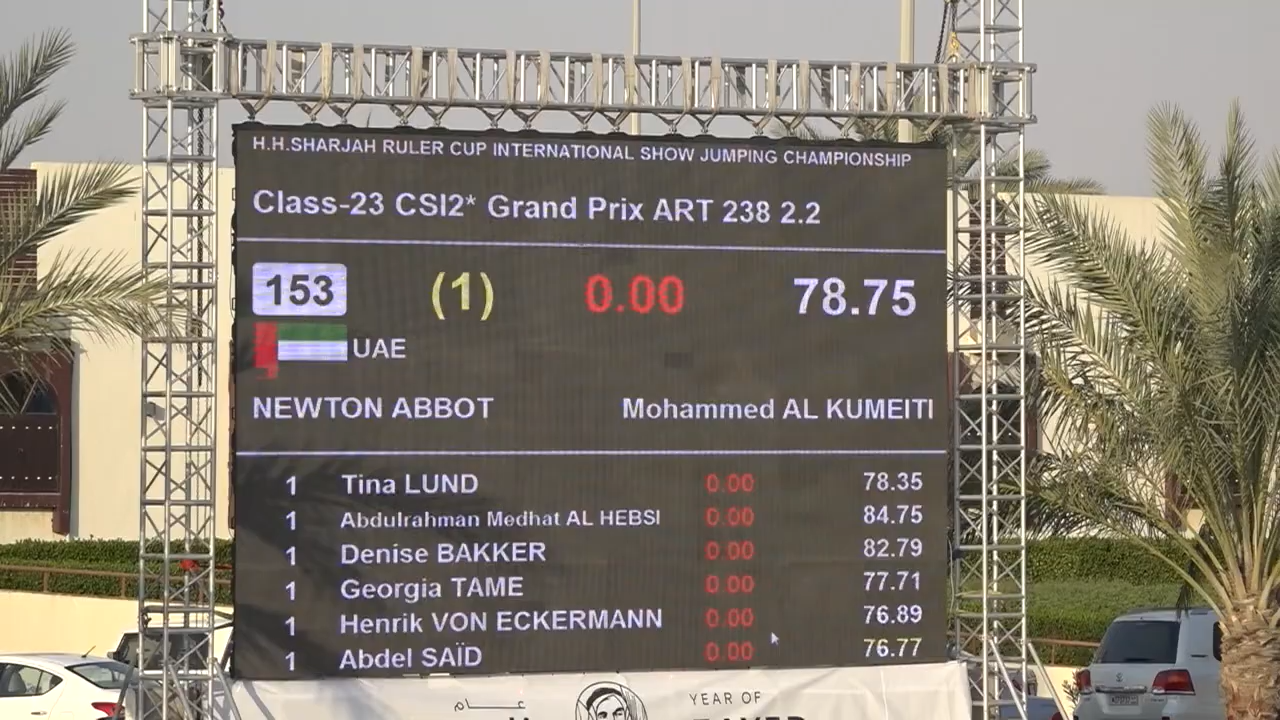 H.H.SHARJAH RULER CUP INTERNATIONAL SHOW JUMPING CHAMPIONSHIP
Class-23 CSI2* Grand Prix ART 238 2.2
153 (1) 0.00 78.75
UAE
NEWTON ABBOT Mohammed AL KUMEITI
1 Tina LUND 0.00 78.35
1 Abdulrahman Medhat AL HEBSI 0.00 84.75
1 Denise BAKKER 0.00 82.79
1 Georgia TAME 0.00 77.71
1 Henrik VON ECKERMANN 0.00 76.89
1 Abdel SAÏD 0.00 76.77
عام YEAR OF